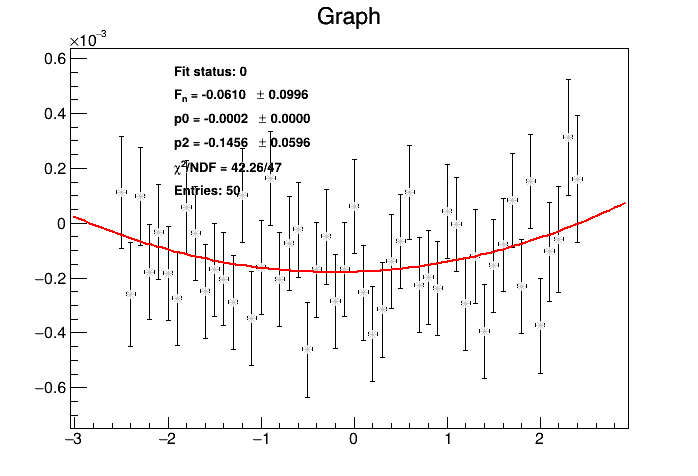 Graph
×10⁻³
Fit status: 0
Fₙ = -0.0610 ± 0.0996
p0 = -0.0002 ± 0.0000
p2 = -0.1456 ± 0.0596
χ²/NDF = 42.26/47
Entries: 50
0.6
0.4
0.2
0
−0.2
−0.4
−0.6
−3 −2 −1 0 1 2